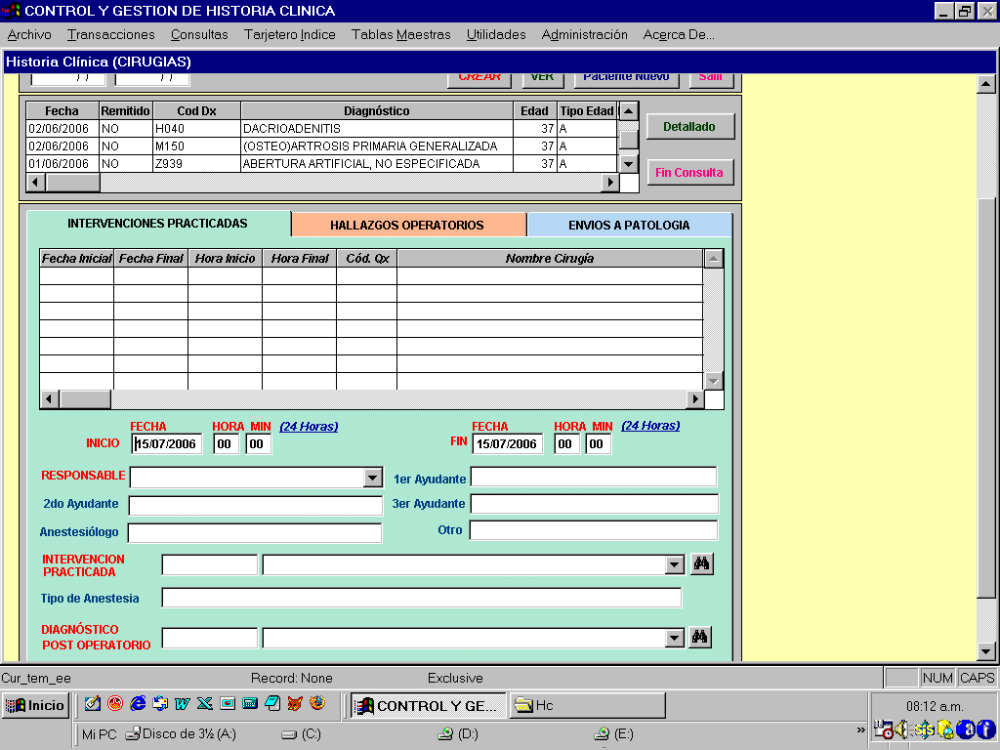 CONTROL Y GESTION DE HISTORIA CLINICA
Archivo Transacciones Consultas Tarjetero Indice Tablas Maestras Utilidades Administración Acerca De...
Historia Clínica (CIRUGIAS)
/ / / / CREAR VER Paciente Nuevo Salir
Fecha Remitido Cod Dx Diagnóstico Edad Tipo Edad
02/06/2006 NO H040 DACRIOADENITIS 37 A
02/06/2006 NO M150 (OSTEO)ARTROSIS PRIMARIA GENERALIZADA 37 A
01/06/2006 NO Z939 ABERTURA ARTIFICIAL, NO ESPECIFICADA 37 A
Detallado
Fin Consulta
INTERVENCIONES PRACTICADAS HALLAZGOS OPERATORIOS ENVIOS A PATOLOGIA
Fecha Inicial Fecha Final Hora Inicio Hora Final Cód. Qx Nombre Cirugía
FECHA HORA MIN (24 Horas) FECHA HORA MIN (24 Horas)
INICIO 15/07/2006 00 00 FIN 15/07/2006 00 00
RESPONSABLE 1er Ayudante
2do Ayudante 3er Ayudante
Anestesiólogo Otro
INTERVENCION
PRACTICADA
Tipo de Anestesia
DIAGNÓSTICO
POST OPERATORIO
Cur_tem_ee Record: None Exclusive NUM CAPS
Inicio CONTROL Y GE... Hc 08:12 a.m.
Mi PC Disco de 3½ (A:) (C:) (D:) (E:) » sis